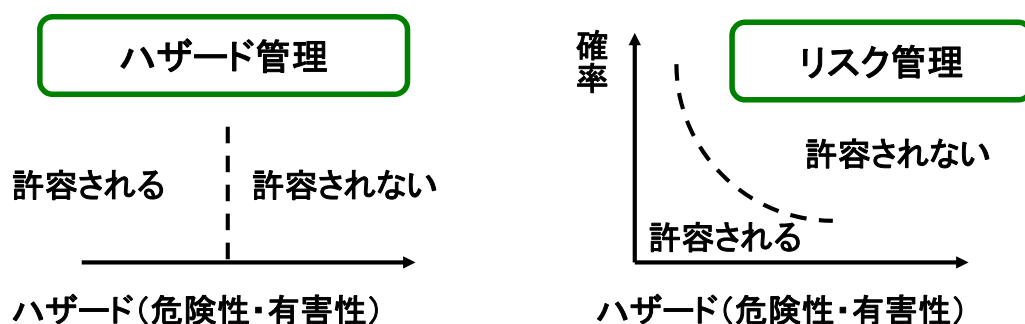 ハザード管理
許容される
許容されない
ハザード(危険性・有害性)
確率
リスク管理
許容されない
許容される
ハザード(危険性・有害性)